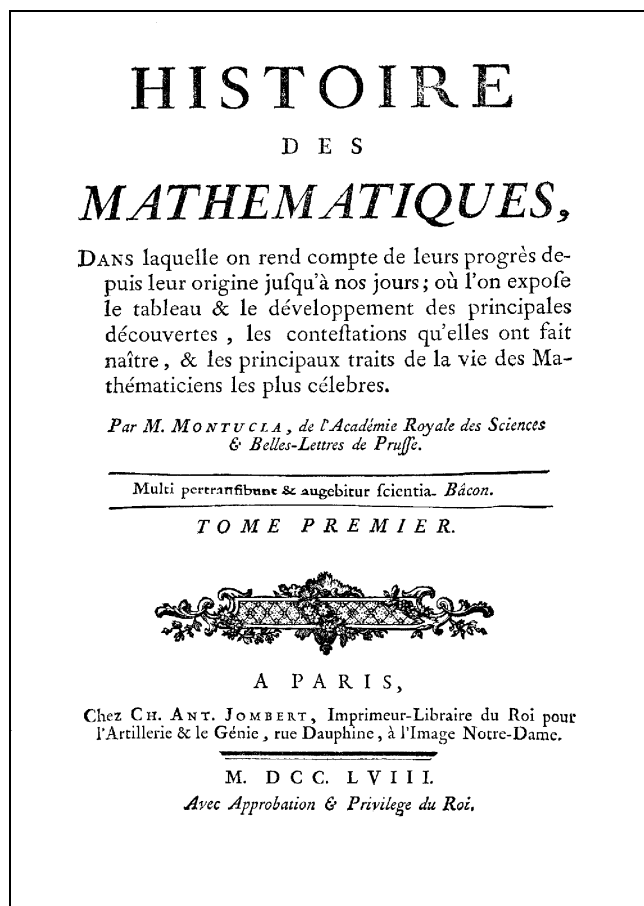 HISTOIRE
DES
MATHEMATIQUES,
DANS laquelle on rend compte de leurs progrès de-
puis leur origine juſqu'à nos jours ; où l'on expoſe
le tableau & le développement des principales
découvertes , les conteſtations qu'elles ont fait
naître , & les principaux traits de la vie des Ma-
thématiciens les plus célebres.
Par M. MONTUCLA , de l'Académie Royale des Sciences
& Belles-Lettres de Pruſſe.
Multi pertranſibunt & augebitur ſcientia. Bâcon.
TOME PREMIER.
A PARIS,
Chez CH. ANT. JOMBERT , Imprimeur-Libraire du Roi pour
l'Artillerie & le Génie , rue Dauphine , à l'Image Notre-Dame.
M. DCC. LVIII.
Avec Approbation & Privilege du Roi.